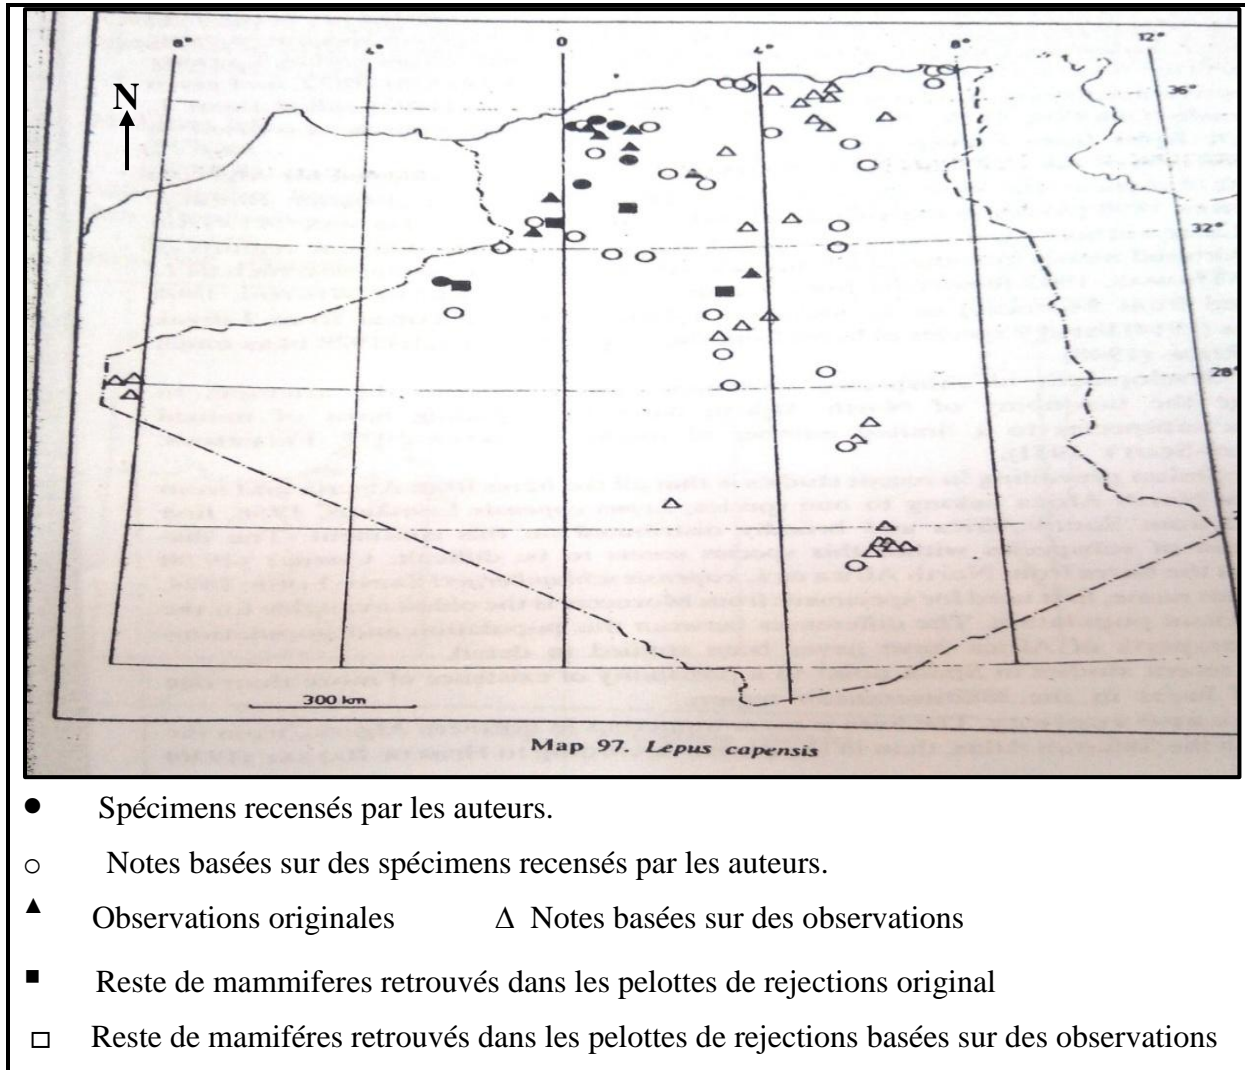 8° 4° 0 4° 8° 12°
N
36°
32°
28°
300 km
Map 97. Lepus capensis
● Spécimens recensés par les auteurs.
○ Notes basées sur des spécimens recensés par les auteurs.
▲ Observations originales Δ Notes basées sur des observations
■ Reste de mammiferes retrouvés dans les pelottes de rejections original
□ Reste de mamiféres retrouvés dans les pelottes de rejections basées sur des observations